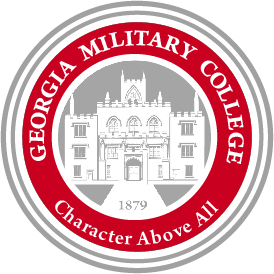 GEORGIA MILITARY COLLEGE
1879
Character Above All